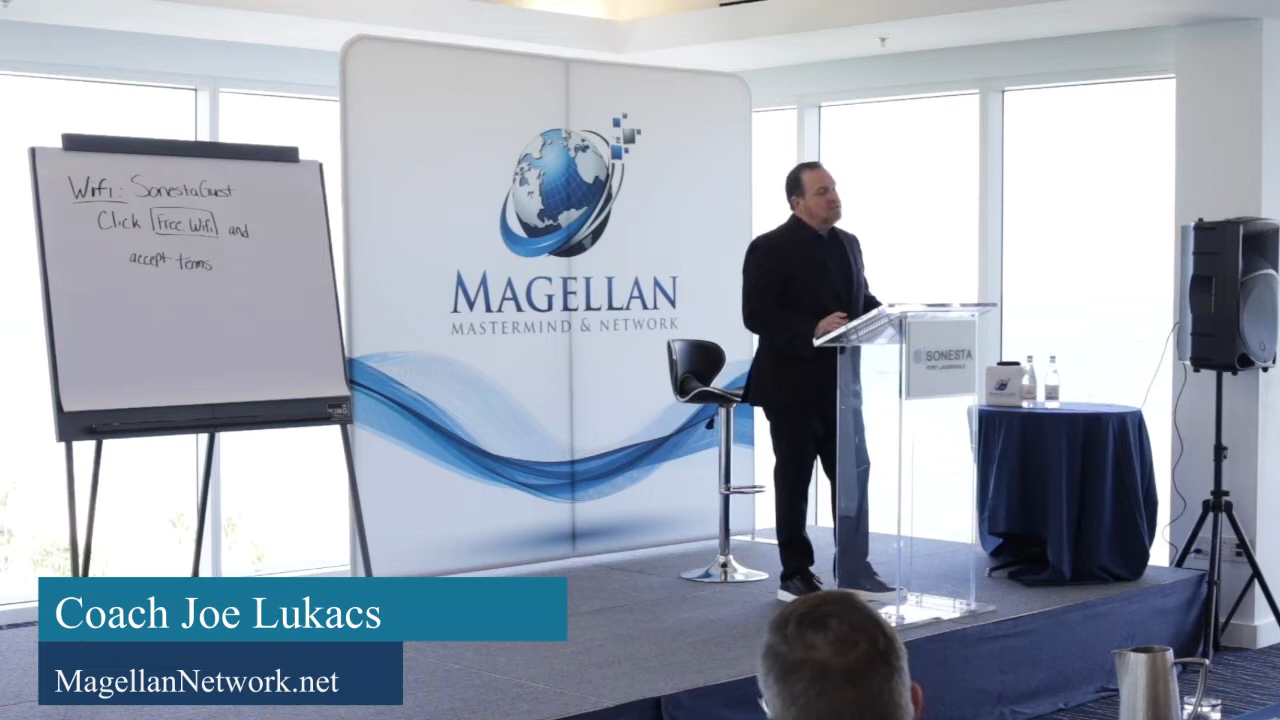 Wifi: SonestaGuest
Click Free Wifi and
accept terms
MAGELLAN
MASTERMIND & NETWORK
SONESTA
FORT LAUDERDALE
MAGELLAN
Coach Joe Lukacs
MagellanNetwork.net